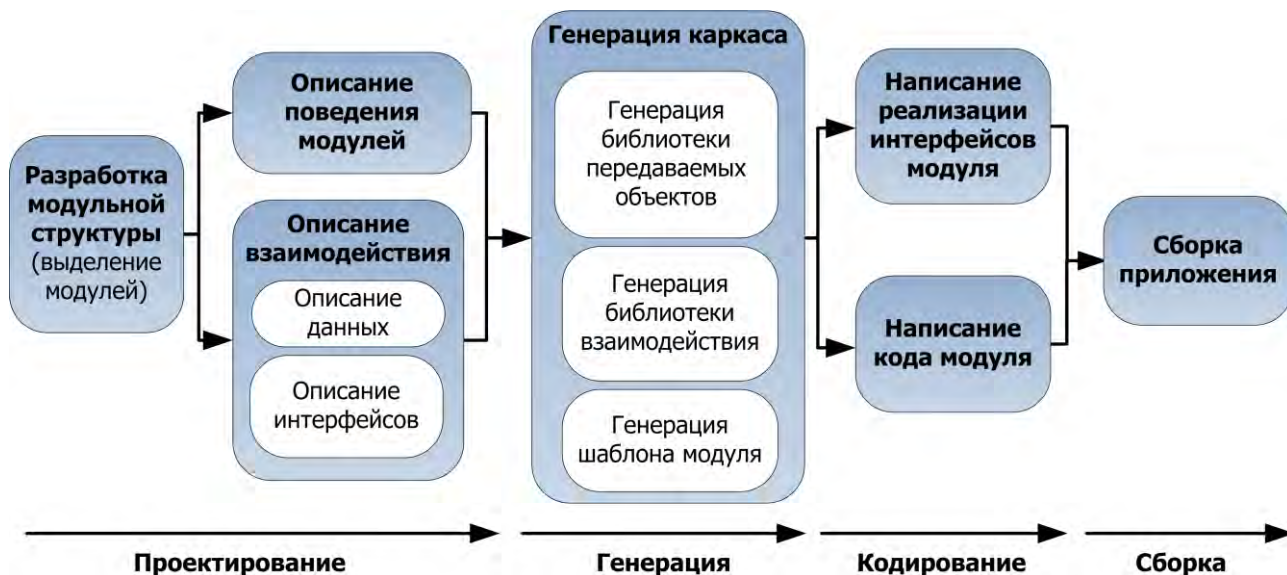 Разработка
модульной
структуры
(выделение
модулей)
Описание
поведения
модулей
Описание
взаимодействия
Описание
данных
Описание
интерфейсов
Генерация каркаса
Генерация
библиотеки
передаваемых
объектов
Генерация
библиотеки
взаимодействия
Генерация
шаблона модуля
Написание
реализации
интерфейсов
модуля
Написание
кода модуля
Сборка
приложения
Проектирование
Генерация
Кодирование
Сборка